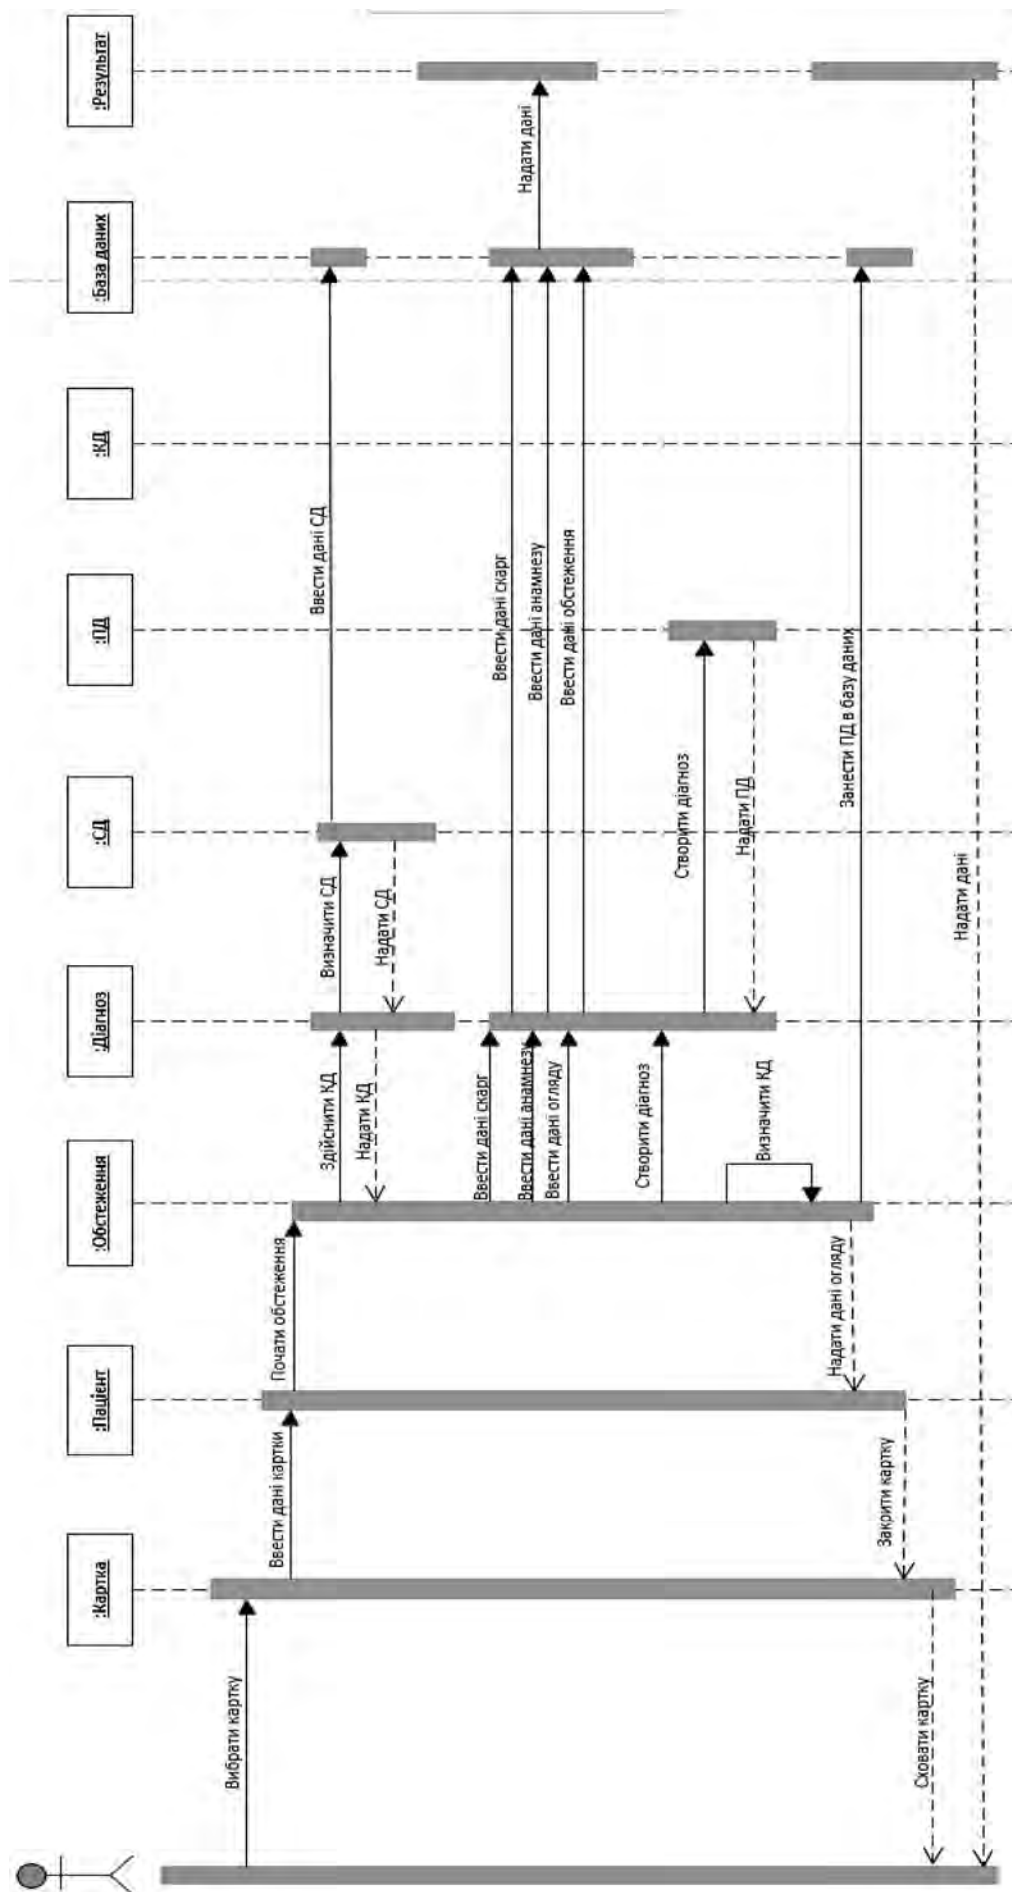 :Картка
:Пацієнт
:Обстеження
:Діагноз
:СД
:ПД
:КД
:База даних
:Результат
Вибрати картку
Ввести дані картки
Почати обстеження
Здійснити КД
Визначити СД
Ввести дані СД
Надати КД
Надати СД
Ввести дані скарг
Ввести дані скарг
Ввести дані анамнезу
Ввести дані анамнезу
Надати дані
Ввести дані огляду
Ввести дані обстеження
Створити діагноз
Створити діагноз
Надати ПД
Визначити КД
Надати дані огляду
Занести ПД в базу даних
Закрити картку
Сховати картку
Надати дані